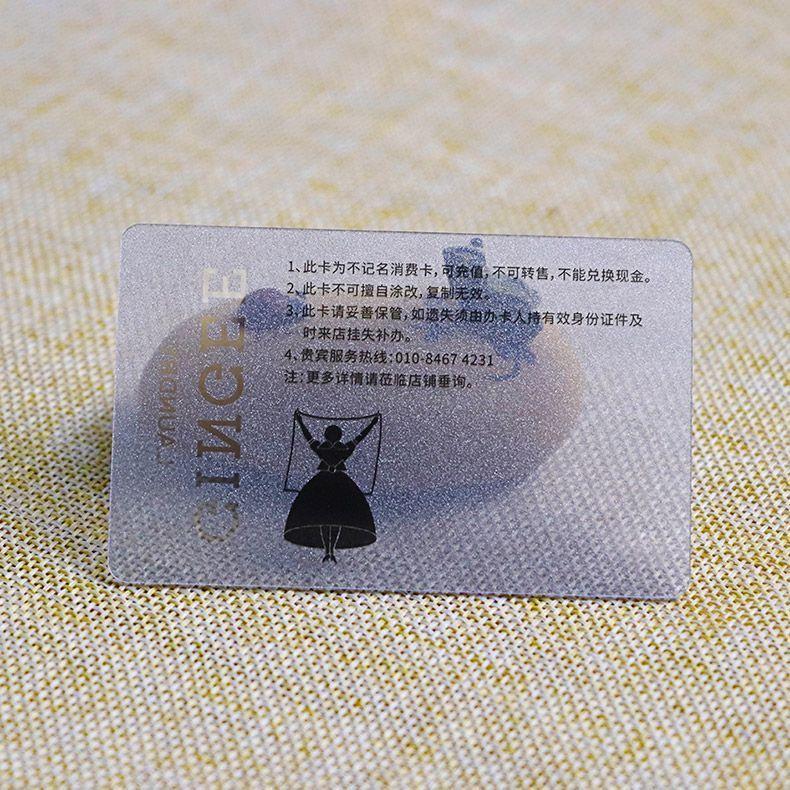 1、此卡为不记名消费卡,可充值,不可转售,不能兑换现金。
2、此卡不可擅自涂改,复制无效。
3、此卡请妥善保管,如遗失须由办卡人持有效身份证件及
时来店挂失补办。
4、贵宾服务热线:010-8467 4231
注:更多详情请莅临店铺垂询。
GINGEE